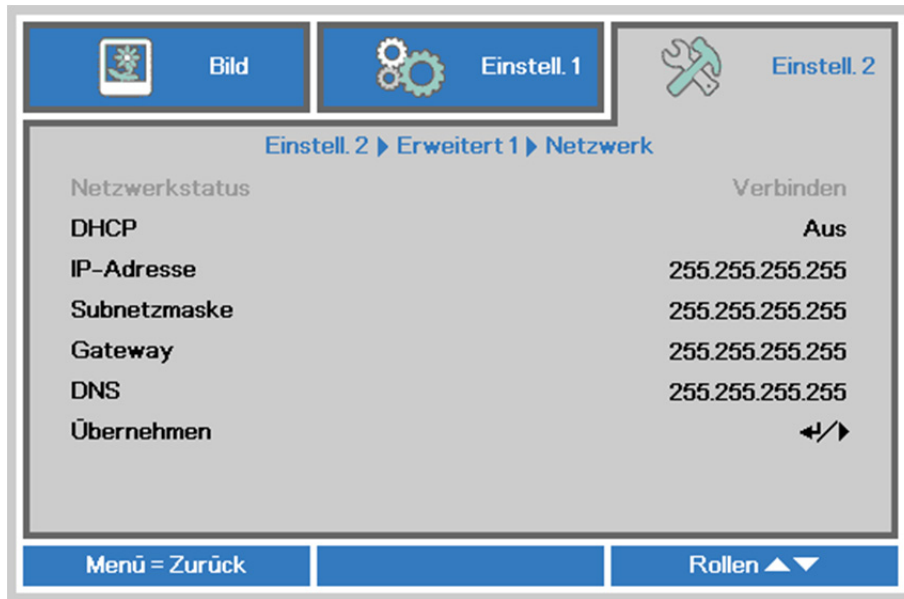 Bild
Einstell. 1
Einstell. 2
Einstell. 2 ▶ Erweitert 1 ▶ Netzwerk
Netzwerkstatus Verbinden
DHCP Aus
IP-Adresse 255.255.255.255
Subnetzmaske 255.255.255.255
Gateway 255.255.255.255
DNS 255.255.255.255
Übernehmen ↵/▶
Menü = Zurück
Rollen ▲▼